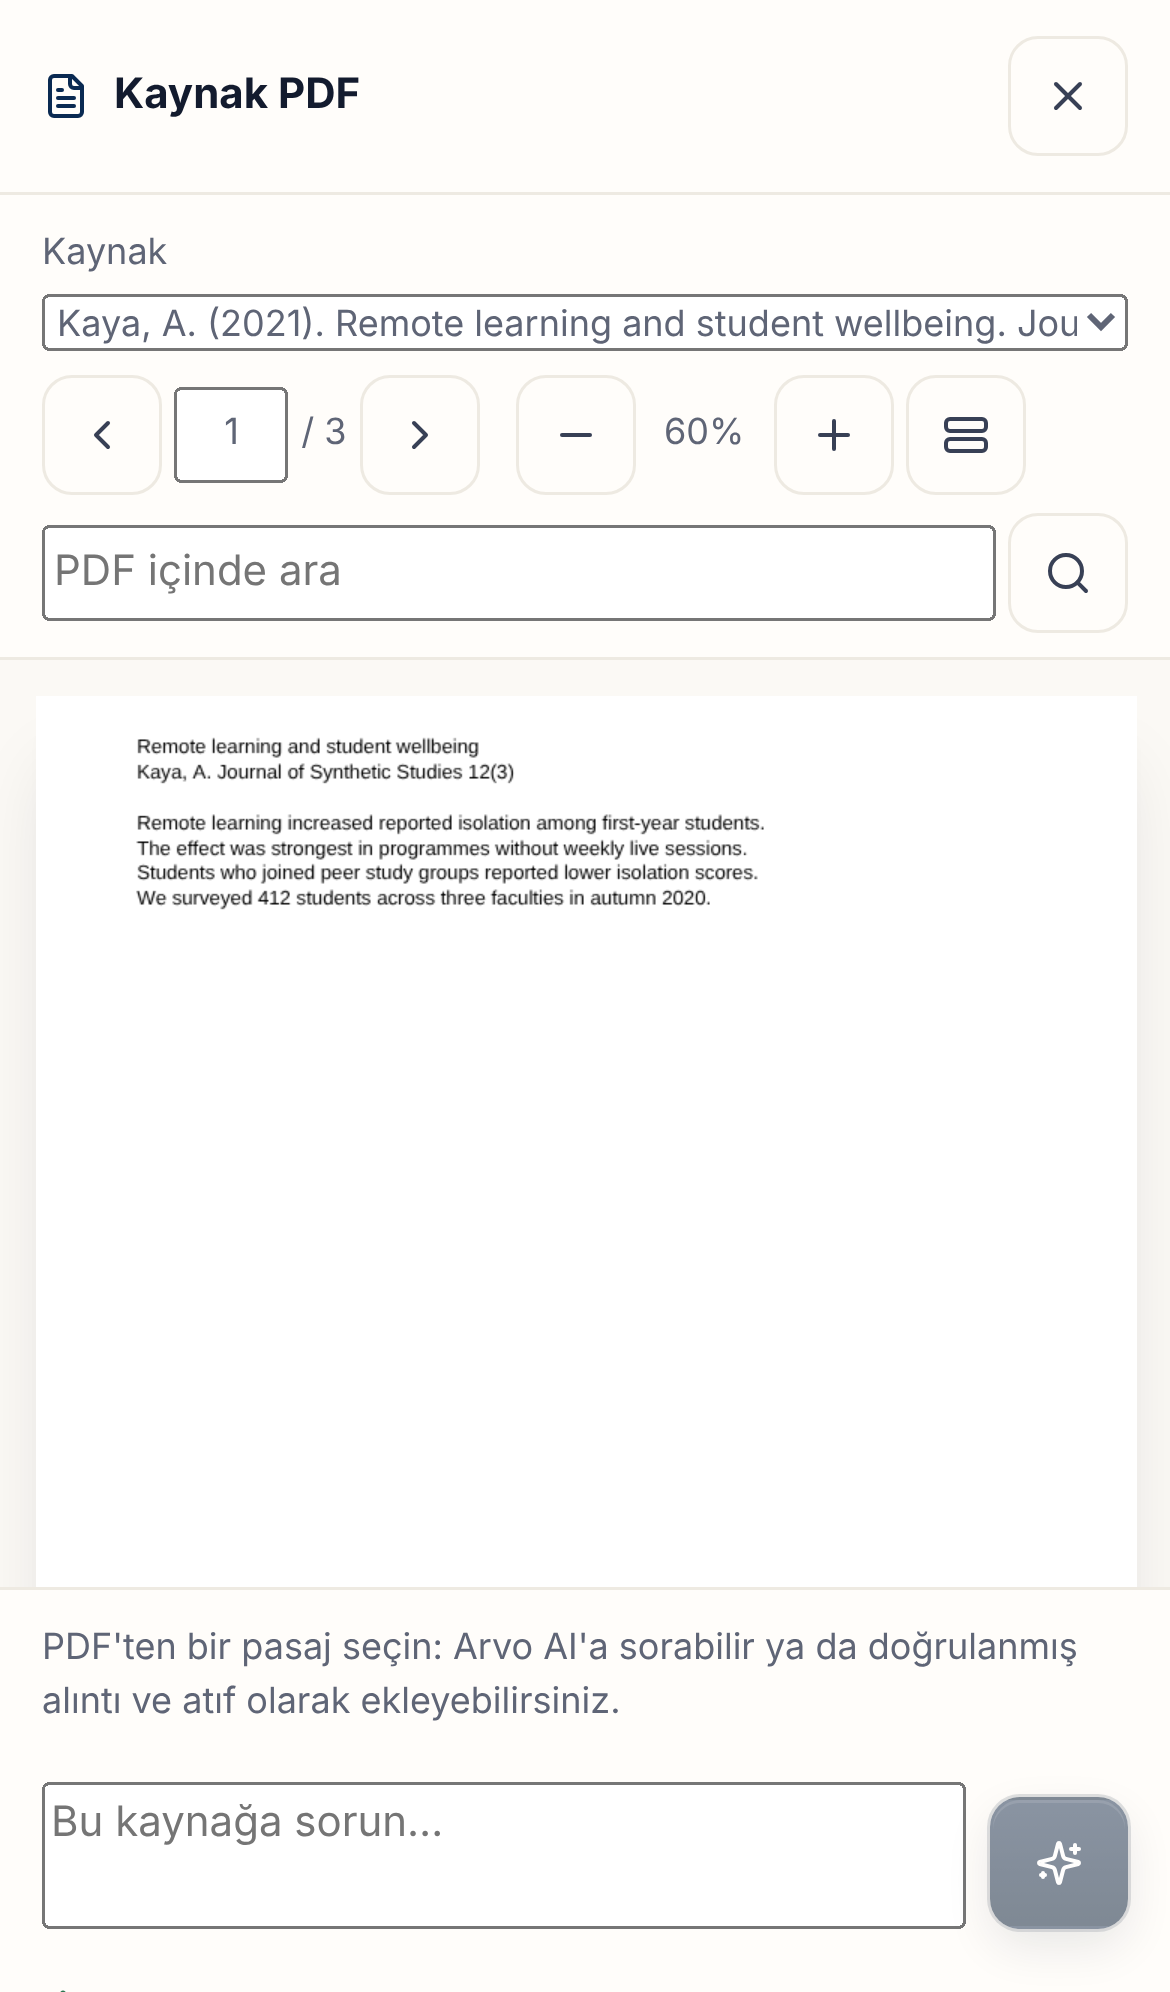 Kaynak PDF
Kaynak
Kaya, A. (2021). Remote learning and student wellbeing. Jou
1 / 3 60%
PDF içinde ara
Remote learning and student wellbeing
Kaya, A. Journal of Synthetic Studies 12(3)
Remote learning increased reported isolation among first-year students.
The effect was strongest in programmes without weekly live sessions.
Students who joined peer study groups reported lower isolation scores.
We surveyed 412 students across three faculties in autumn 2020.
PDF'ten bir pasaj seçin: Arvo AI'a sorabilir ya da doğrulanmış
alıntı ve atıf olarak ekleyebilirsiniz.
Bu kaynağa sorun...